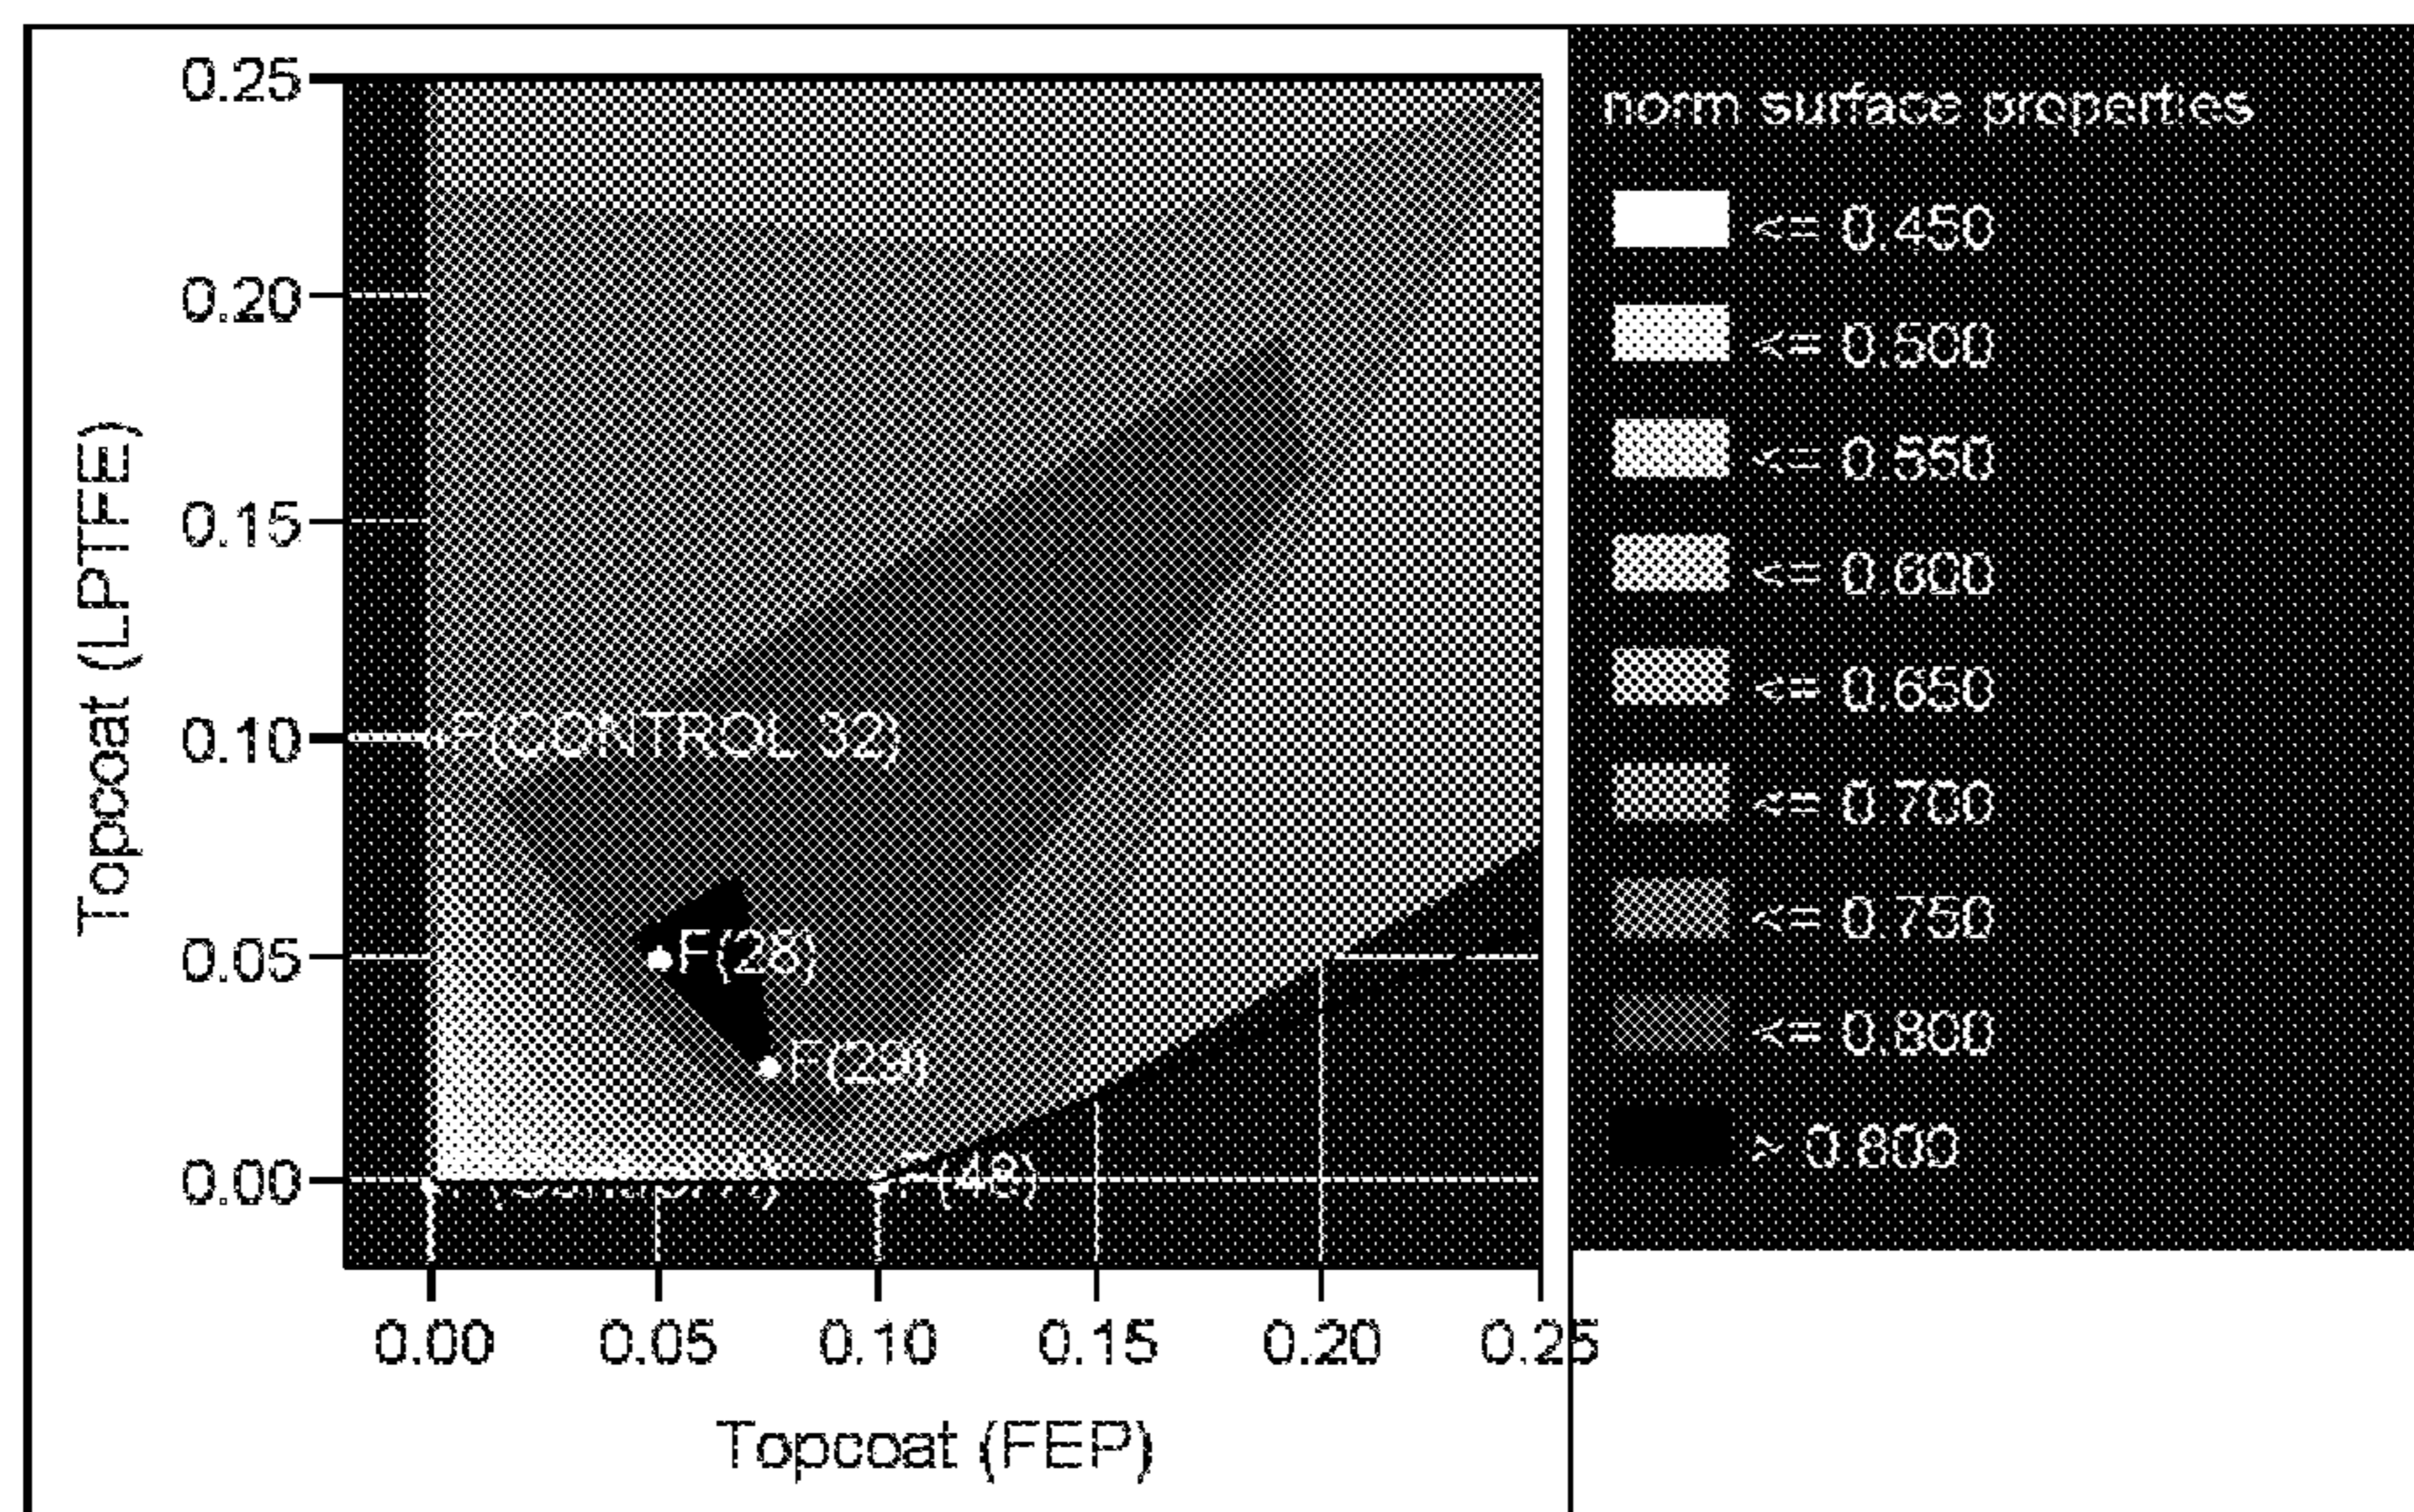 norm surface properties
<= 0.450
<= 0.500
<= 0.550
<= 0.600
<= 0.650
<= 0.700
<= 0.750
<= 0.800
> 0.800
Topcoat (LPTFE)
0.25
0.20
0.15
0.10
0.05
0.00
F(CONTROL 32)
F(28)
F(29)
F(48)
0.00 0.05 0.10 0.15 0.20 0.25
Topcoat (FEP)